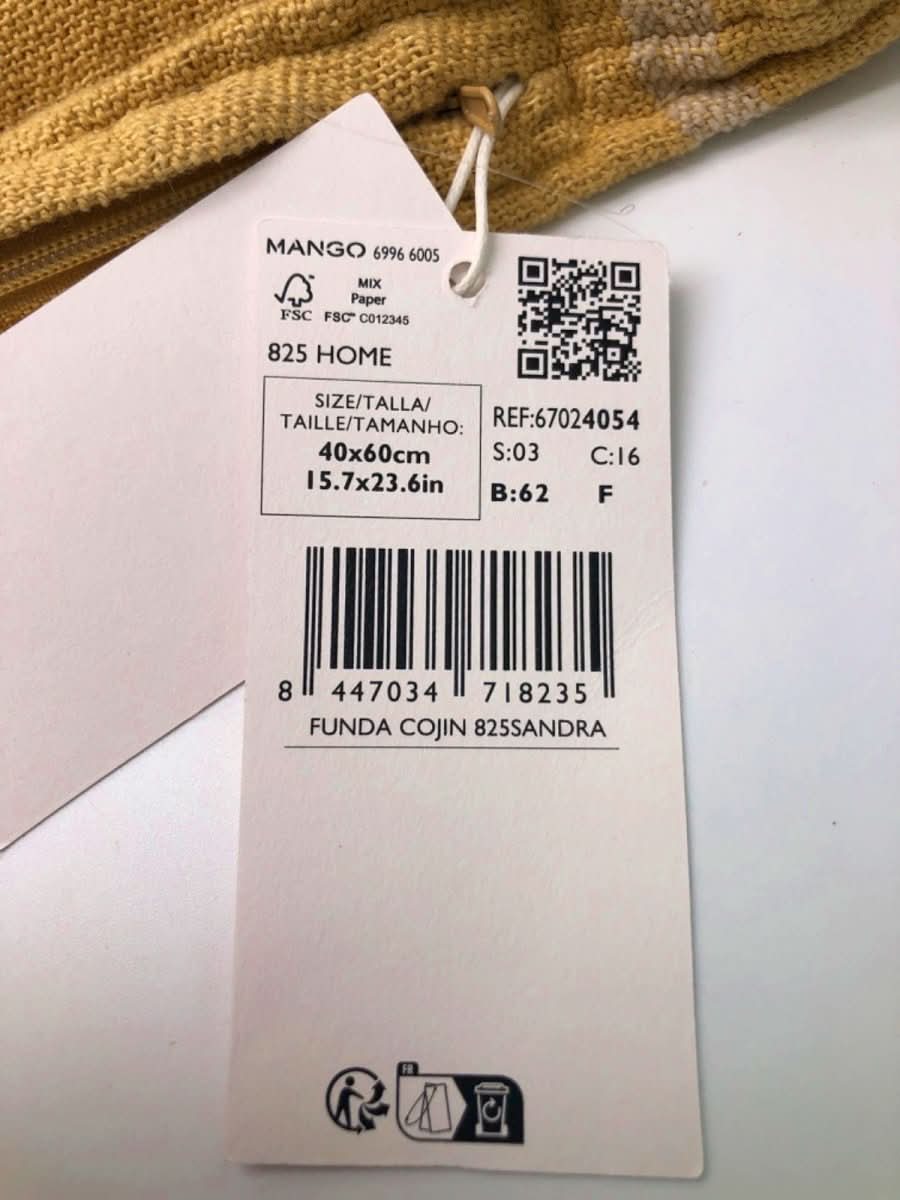 MANGO 6996 6005
MIX
Paper
FSC FSC™ C012345
825 HOME
SIZE/TALLA/
TAILLE/TAMANHO:
40x60cm
15.7x23.6in
REF:67024054
S:03 C:16
B:62 F
8 447034 718235
FUNDA COJIN 825SANDRA
FR